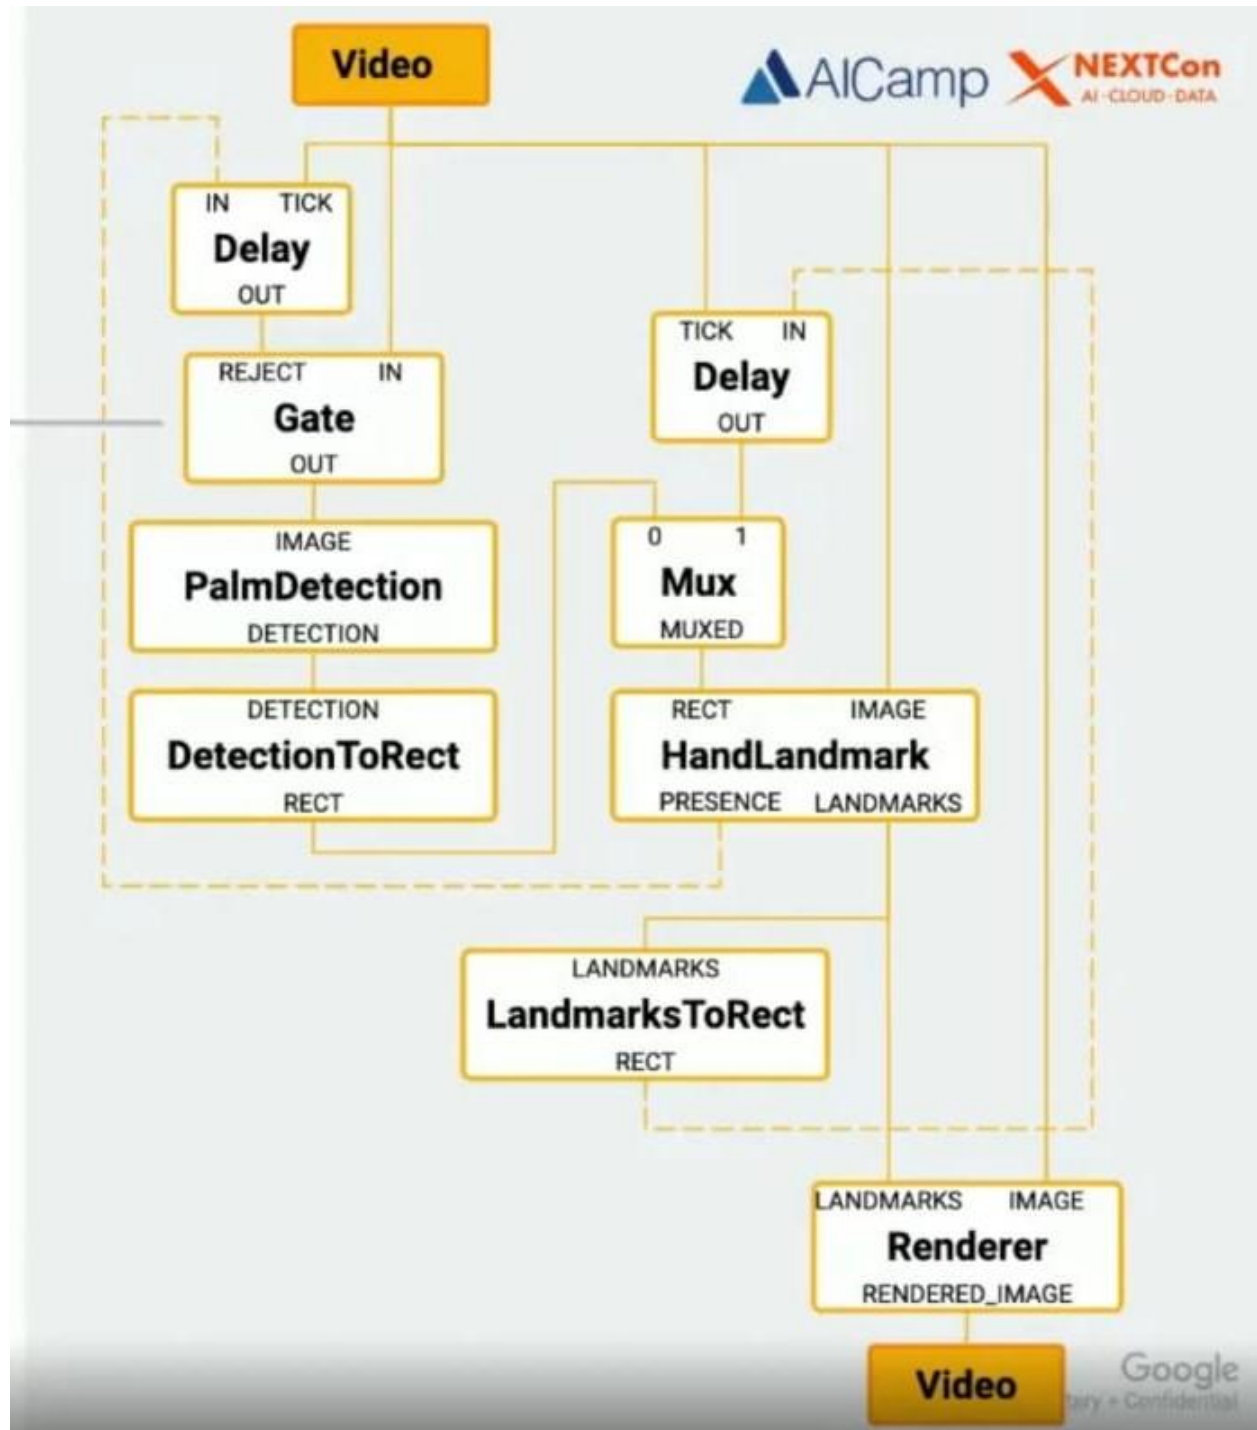 Video
AICamp
NEXTCon
AI-CLOUD-DATA
IN TICK
Delay
OUT
REJECT IN
Gate
OUT
IMAGE
PalmDetection
DETECTION
DETECTION
DetectionToRect
RECT
TICK IN
Delay
OUT
0 1
Mux
MUXED
RECT IMAGE
HandLandmark
PRESENCE LANDMARKS
LANDMARKS
LandmarksToRect
RECT
LANDMARKS IMAGE
Renderer
RENDERED_IMAGE
Video
Google
+ Confidential